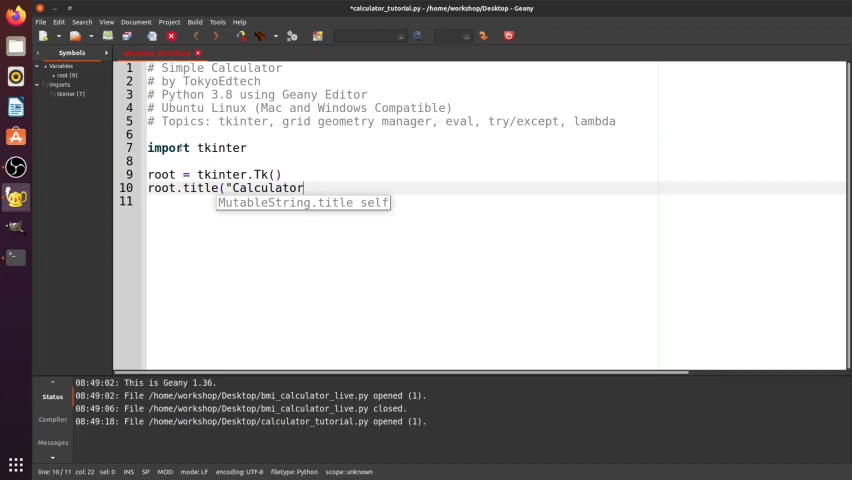 *calculator_tutorial.py - /home/workshop/Desktop - Geany
File Edit Search View Document Project Build Tools Help
Symbols
Variables
root [9]
Imports
tkinter [7]
calculator_tutorial.py
1 # Simple Calculator
2 # by TokyoEdtech
3 # Python 3.8 using Geany Editor
4 # Ubuntu Linux (Mac and Windows Compatible)
5 # Topics: tkinter, grid geometry manager, eval, try/except, lambda
6
7 import tkinter
8
9 root = tkinter.Tk()
10 root.title("Calculator
MutableString.title self
11
Status
Compiler
Messages
08:49:02: This is Geany 1.36.
08:49:02: File /home/workshop/Desktop/bmi_calculator_live.py opened (1).
08:49:06: File /home/workshop/Desktop/bmi_calculator_live.py closed.
08:49:18: File /home/workshop/Desktop/calculator_tutorial.py opened (1).
line: 10 / 11 col: 22 sel: 0 INS SP MOD mode: LF encoding: UTF-8 filetype: Python scope: unknown